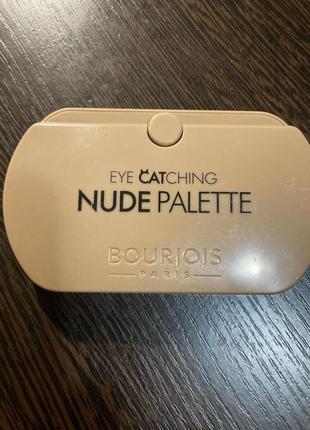 EYE CATCHING
NUDE PALETTE
BOURJOIS
PARIS